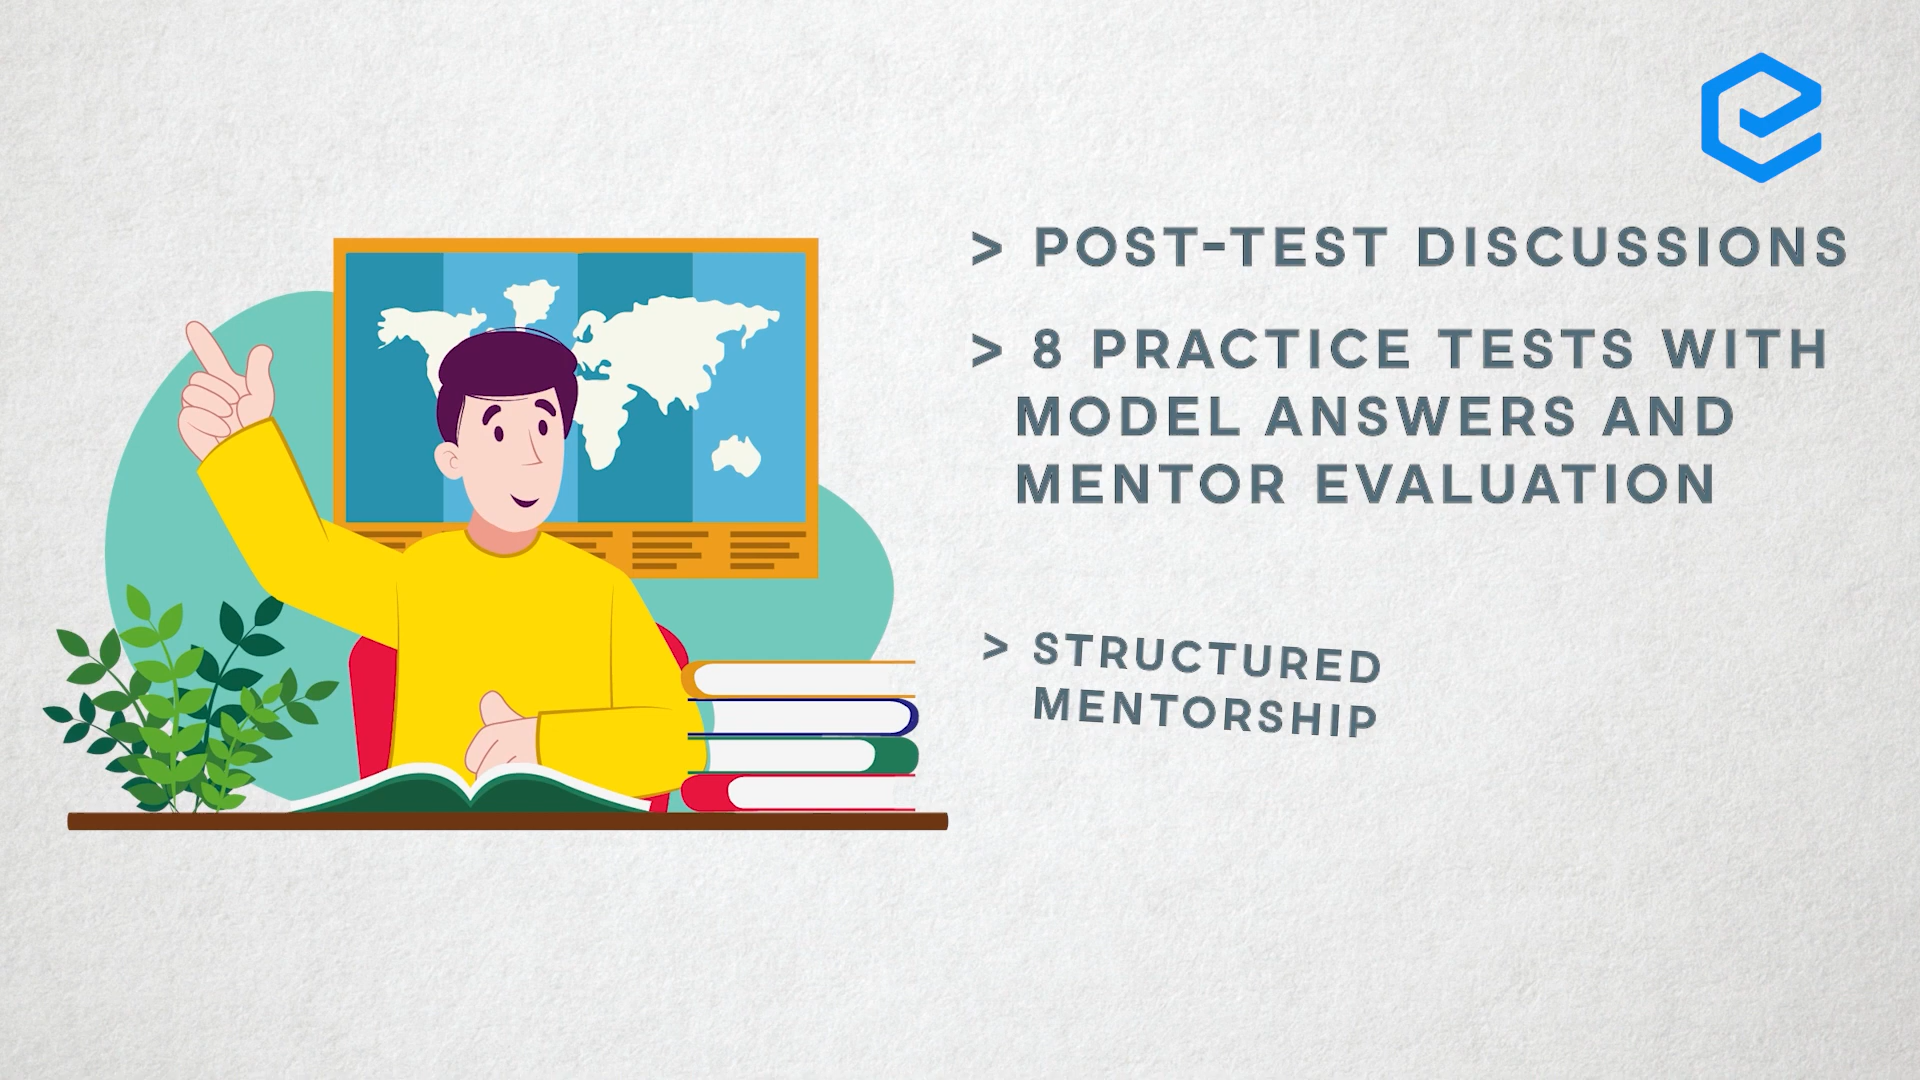 > POST-TEST DISCUSSIONS
> 8 PRACTICE TESTS WITH
MODEL ANSWERS AND
MENTOR EVALUATION
> STRUCTURED
MENTORSHIP